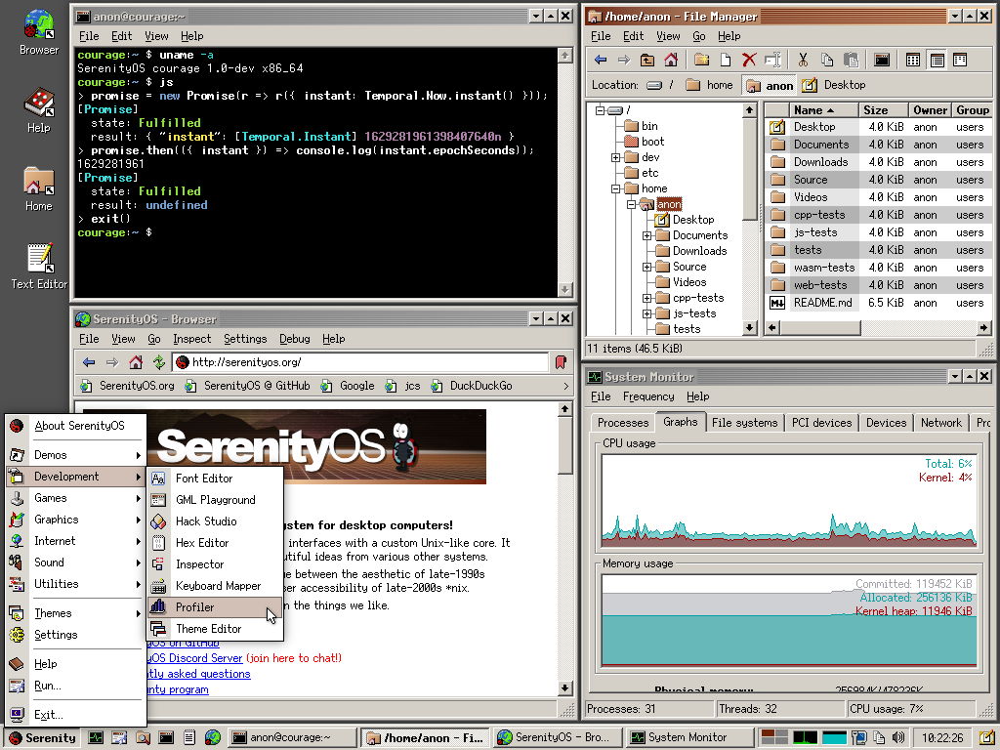 Browser
Help
Home
Text Editor
anon@courage:~
File Edit View Help
courage:~ $ uname -a
SerenityOS courage 1.0-dev x86_64
courage:~ $ js
> promise = new Promise(r => r({ instant: Temporal.Now.instant() }));
[Promise]
state: Fulfilled
result: { "instant": [Temporal.Instant] 1629281961398407640n }
> promise.then(({ instant }) => console.log(instant.epochSeconds));
1629281961
[Promise]
state: Fulfilled
result: undefined
> exit()
courage:~ $
/home/anon - File Manager
File Edit View Go Help
Location: / home anon Desktop
/
bin
boot
dev
etc
home
anon
Desktop
Documents
Downloads
Source
Videos
cpp-tests
js-tests
tests
Name Size Owner Group
Desktop 4.0 KiB anon users
Documents 4.0 KiB anon users
Downloads 4.0 KiB anon users
Source 4.0 KiB anon users
Videos 4.0 KiB anon users
cpp-tests 4.0 KiB anon users
js-tests 4.0 KiB anon users
tests 4.0 KiB anon users
wasm-tests 4.0 KiB anon users
web-tests 4.0 KiB anon users
README.md 6.5 KiB anon users
11 items (46.5 KiB)
SerenityOS - Browser
File View Go Inspect Settings Debug Help
http://serenityos.org/
SerenityOS.org SerenityOS @ GitHub Google jcs DuckDuckGo >
SerenityOS
ystem for desktop computers!
interfaces with a custom Unix-like core. It
utiful ideas from various other systems.
ue between the aesthetic of late-1990s
ser accessibility of late-2000s *nix.
n the things we like.
yOS on GitHub
yOS Discord Server (join here to chat!)
tly asked questions
unty program
System Monitor
File Frequency Help
Processes Graphs File systems PCI devices Devices Network Prc
CPU usage
Total: 6%
Kernel: 4%
Memory usage
Committed: 119452 KiB
Allocated: 256136 KiB
Kernel heap: 11946 KiB
Physical memory 256984K/478226K
Processes: 31 Threads: 32 CPU usage: 7%
About SerenityOS
Demos
Development
Games
Graphics
Internet
Sound
Utilities
Themes
Settings
Help
Run...
Exit...
Font Editor
GML Playground
Hack Studio
Hex Editor
Inspector
Keyboard Mapper
Profiler
Theme Editor
Serenity anon@courage:~ /home/anon - Fi... SerenityOS - Bro... System Monitor 10:22:26